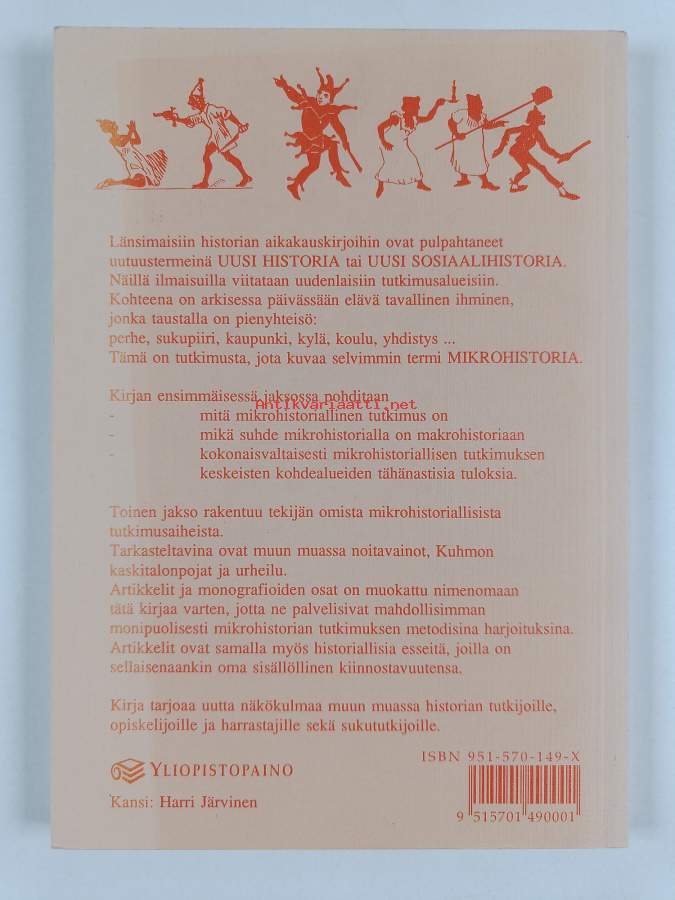 Länsimaisiin historian aikakauskirjoihin ovat pulpahtaneet
uutuustermeinä UUSI HISTORIA tai UUSI SOSIAALIHISTORIA.
Näillä ilmaisuilla viitataan uudenlaisiin tutkimusalueisiin.
Kohteena on arkisessa päivässään elävä tavallinen ihminen,
jonka taustalla on pienyhteisö:
perhe, sukupiiri, kaupunki, kylä, koulu, yhdistys ...
Tämä on tutkimusta, jota kuvaa selvimmin termi MIKROHISTORIA.
Kirjan ensimmäisessä jaksossa pohditaan
Antikvariaatti.net
- mitä mikrohistoriallinen tutkimus on
- mikä suhde mikrohistorialla on makrohistoriaan
- kokonaisvaltaisesti mikrohistoriallisen tutkimuksen
keskeisten kohdealueiden tähänastisia tuloksia.
Toinen jakso rakentuu tekijän omista mikrohistoriallisista
tutkimusaiheista.
Tarkasteltavina ovat muun muassa noitavainot, Kuhmon
kaskitalonpojat ja urheilu.
Artikkelit ja monografioiden osat on muokattu nimenomaan
tätä kirjaa varten, jotta ne palvelisivat mahdollisimman
monipuolisesti mikrohistorian tutkimuksen metodisina harjoituksina.
Artikkelit ovat samalla myös historiallisia esseitä, joilla on
sellaisenaankin oma sisällöllinen kiinnostavuutensa.
Kirja tarjoaa uutta näkökulmaa muun muassa historian tutkijoille,
opiskelijoille ja harrastajille sekä sukututkijoille.
ISBN 951-570-149-X
YLIOPISTOPAINO
Kansi: Harri Järvinen
9 515701 490001